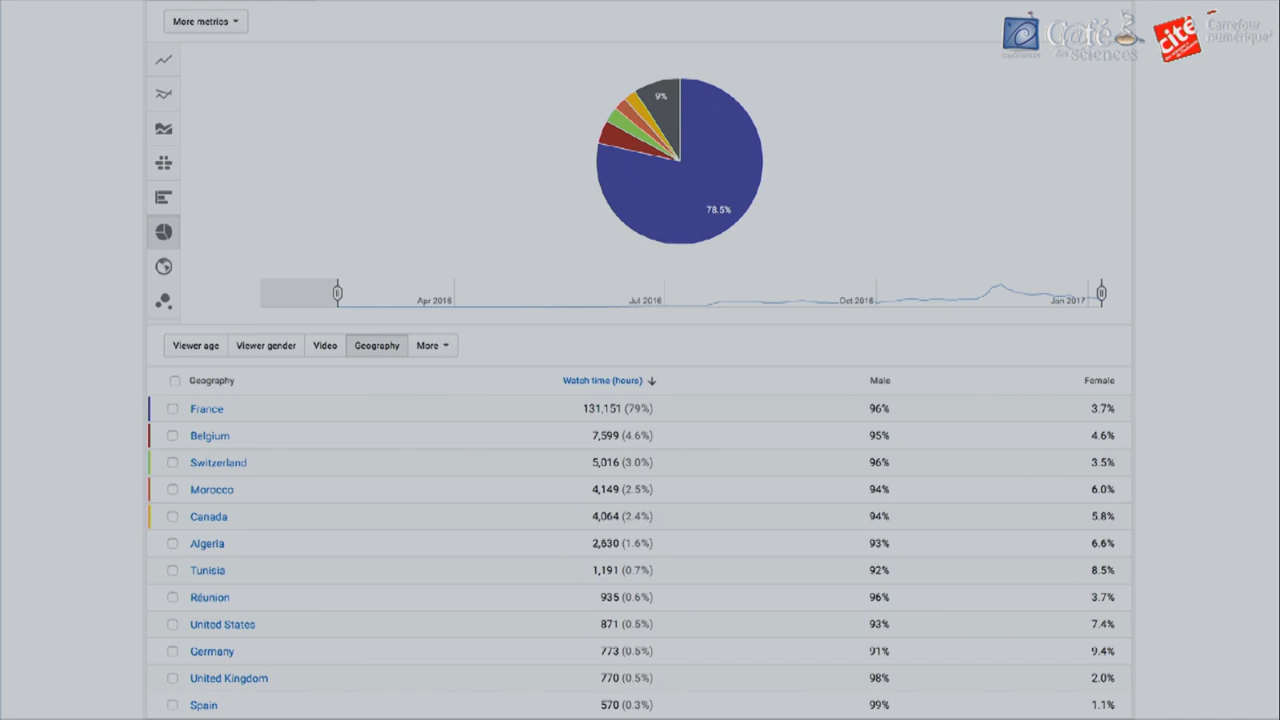 More metrics
Café
des sciences
cité
Carrefour
numérique²
9%
78.5%
Apr 2016
Jul 2016
Oct 2016
Jan 2017
Viewer age Viewer gender Video Geography More
Geography Watch time (hours) Male Female
France 131,151 (79%) 96% 3.7%
Belgium 7,599 (4.6%) 95% 4.6%
Switzerland 5,016 (3.0%) 96% 3.5%
Morocco 4,149 (2.5%) 94% 6.0%
Canada 4,064 (2.4%) 94% 5.8%
Algeria 2,630 (1.6%) 93% 6.6%
Tunisia 1,191 (0.7%) 92% 8.5%
Réunion 935 (0.6%) 96% 3.7%
United States 871 (0.5%) 93% 7.4%
Germany 773 (0.5%) 91% 9.4%
United Kingdom 770 (0.5%) 98% 2.0%
Spain 570 (0.3%) 99% 1.1%